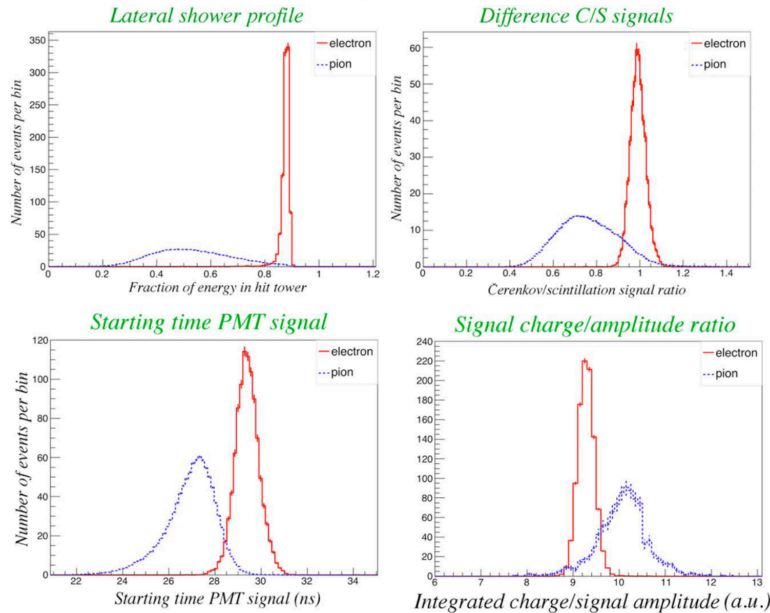 Lateral shower profile
Number of events per bin
350
300
250
200
150
100
50
0
0 0.2 0.4 0.6 0.8 1 1.2
electron
pion
Fraction of energy in hit tower
Difference C/S signals
Number of events per bin
60
50
40
30
20
10
0
0 0.2 0.4 0.6 0.8 1 1.2 1.4
electron
pion
Čerenkov/scintillation signal ratio
Starting time PMT signal
Number of events per bin
120
100
80
60
40
20
0
22 24 26 28 30 32 34
electron
pion
Starting time PMT signal (ns)
Signal charge/amplitude ratio
240
220
200
180
160
140
120
100
80
60
40
20
0
6 7 8 9 10 11 12 13
electron
pion
Integrated charge/signal amplitude (a.u.)